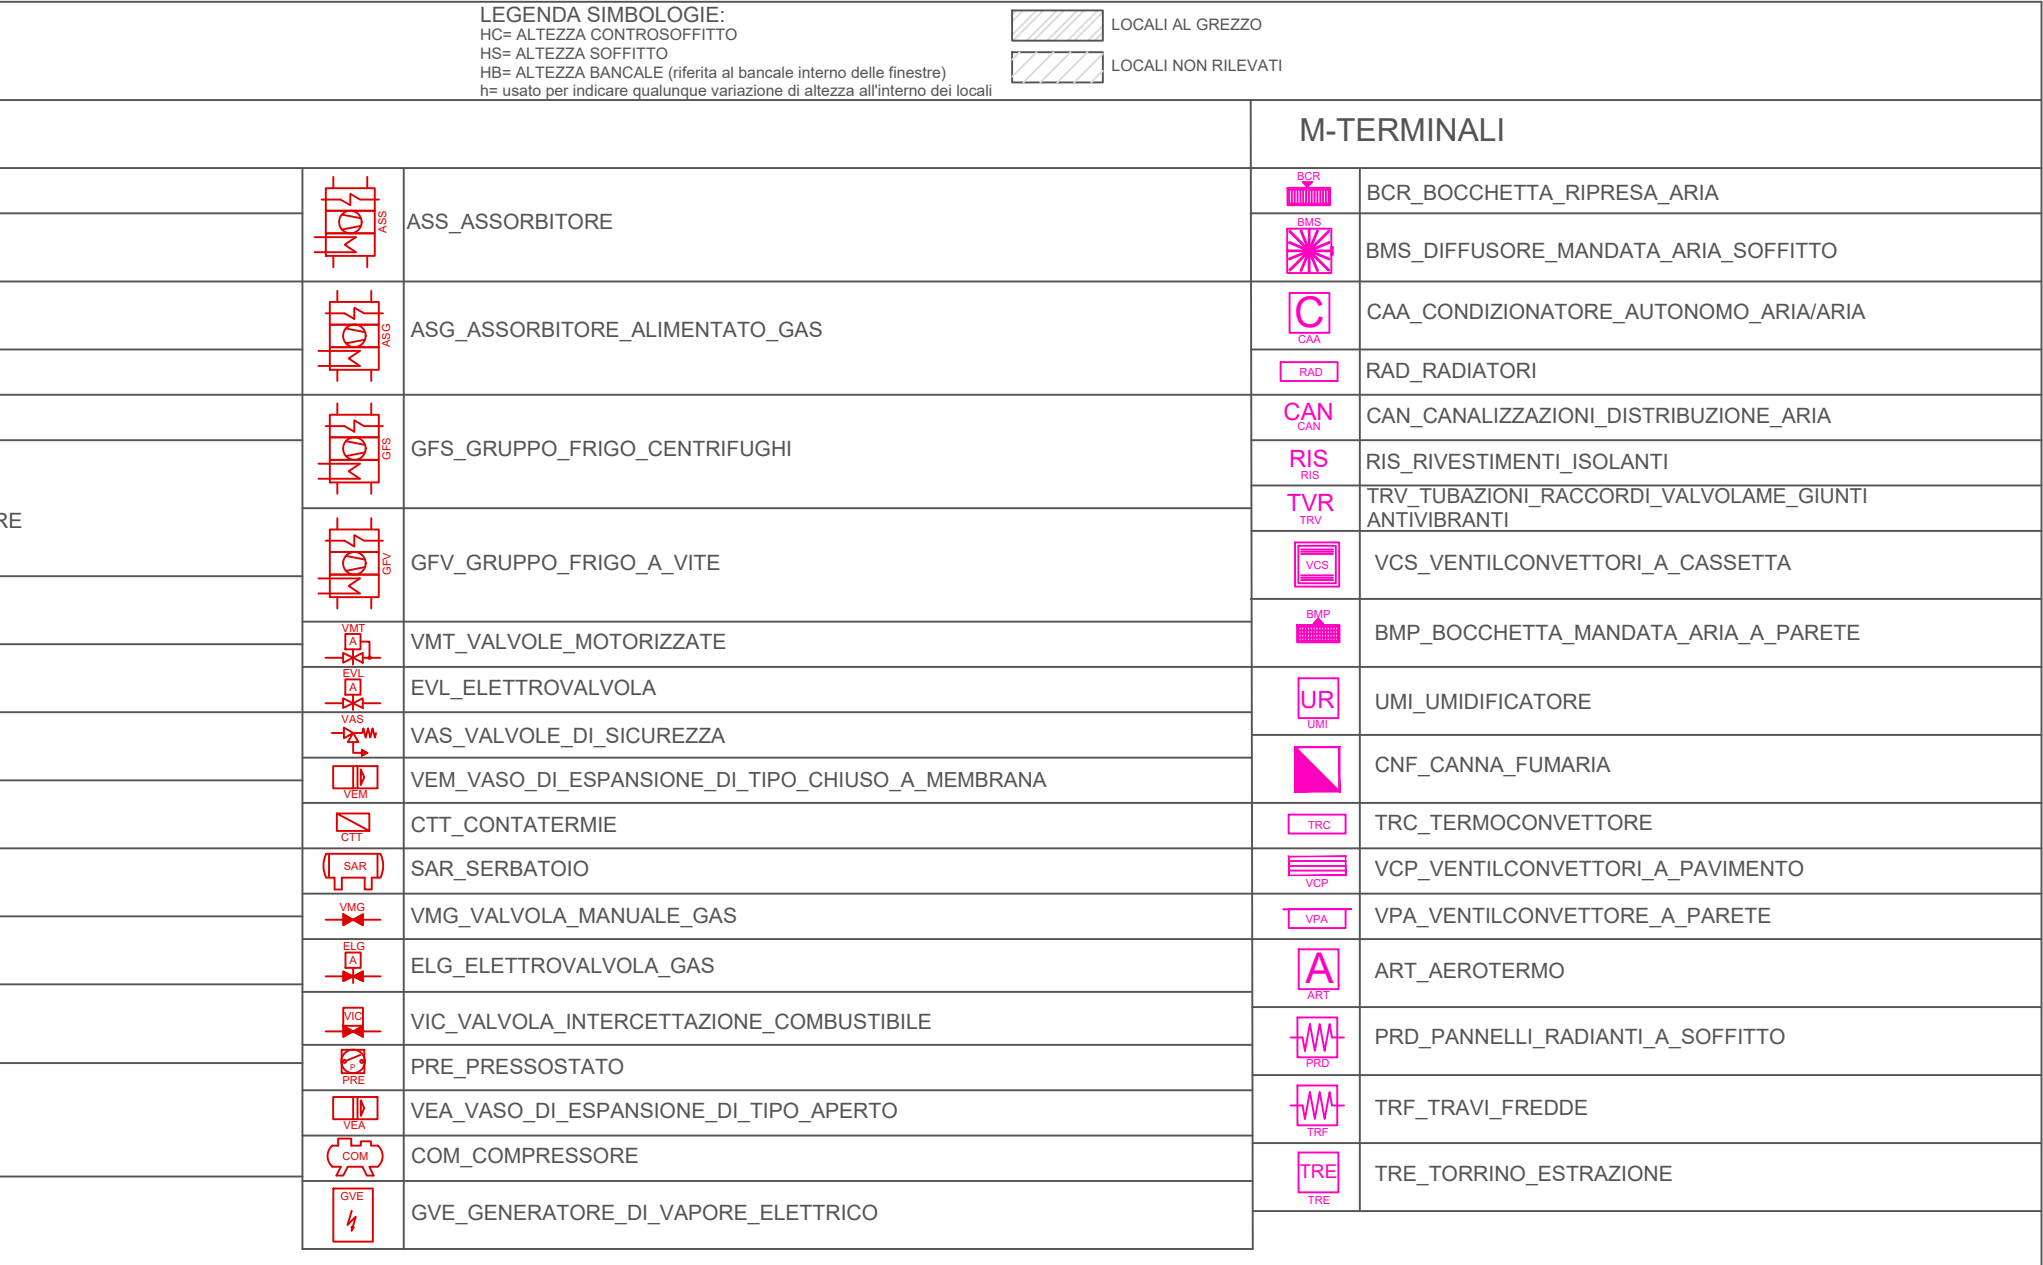 LEGENDA SIMBOLOGIE:
HC= ALTEZZA CONTROSOFFITTO
HS= ALTEZZA SOFFITTO
HB= ALTEZZA BANCALE (riferita al bancale interno delle finestre)
h= usato per indicare qualunque variazione di altezza all'interno dei locali
LOCALI AL GREZZO
LOCALI NON RILEVATI
RE
ASS
ASS_ASSORBITORE
ASG
ASG_ASSORBITORE_ALIMENTATO_GAS
GFS
GFS_GRUPPO_FRIGO_CENTRIFUGHI
GFV
GFV_GRUPPO_FRIGO_A_VITE
VMT
A
VMT_VALVOLE_MOTORIZZATE
EVL
A
EVL_ELETTROVALVOLA
VAS
VAS_VALVOLE_DI_SICUREZZA
VEM
VEM_VASO_DI_ESPANSIONE_DI_TIPO_CHIUSO_A_MEMBRANA
CTT
CTT_CONTATERMIE
SAR
SAR_SERBATOIO
VMG
VMG_VALVOLA_MANUALE_GAS
ELG
A
ELG_ELETTROVALVOLA_GAS
VIC
VIC_VALVOLA_INTERCETTAZIONE_COMBUSTIBILE
P
PRE
PRE_PRESSOSTATO
VEA
VEA_VASO_DI_ESPANSIONE_DI_TIPO_APERTO
COM
COM_COMPRESSORE
GVE
GVE_GENERATORE_DI_VAPORE_ELETTRICO
M-TERMINALI
BCR
BCR_BOCCHETTA_RIPRESA_ARIA
BMS
BMS_DIFFUSORE_MANDATA_ARIA_SOFFITTO
C
CAA
CAA_CONDIZIONATORE_AUTONOMO_ARIA/ARIA
RAD
RAD_RADIATORI
CAN
CAN
CAN_CANALIZZAZIONI_DISTRIBUZIONE_ARIA
RIS
RIS
RIS_RIVESTIMENTI_ISOLANTI
TVR
TRV
TRV_TUBAZIONI_RACCORDI_VALVOLAME_GIUNTI
ANTIVIBRANTI
VCS
VCS_VENTILCONVETTORI_A_CASSETTA
BMP
BMP_BOCCHETTA_MANDATA_ARIA_A_PARETE
UR
UMI
UMI_UMIDIFICATORE
CNF_CANNA_FUMARIA
TRC
TRC_TERMOCONVETTORE
VCP
VCP_VENTILCONVETTORI_A_PAVIMENTO
VPA
VPA_VENTILCONVETTORE_A_PARETE
A
ART
ART_AEROTERMO
PRD
PRD_PANNELLI_RADIANTI_A_SOFFITTO
TRF
TRF_TRAVI_FREDDE
TRE
TRE
TRE_TORRINO_ESTRAZIONE